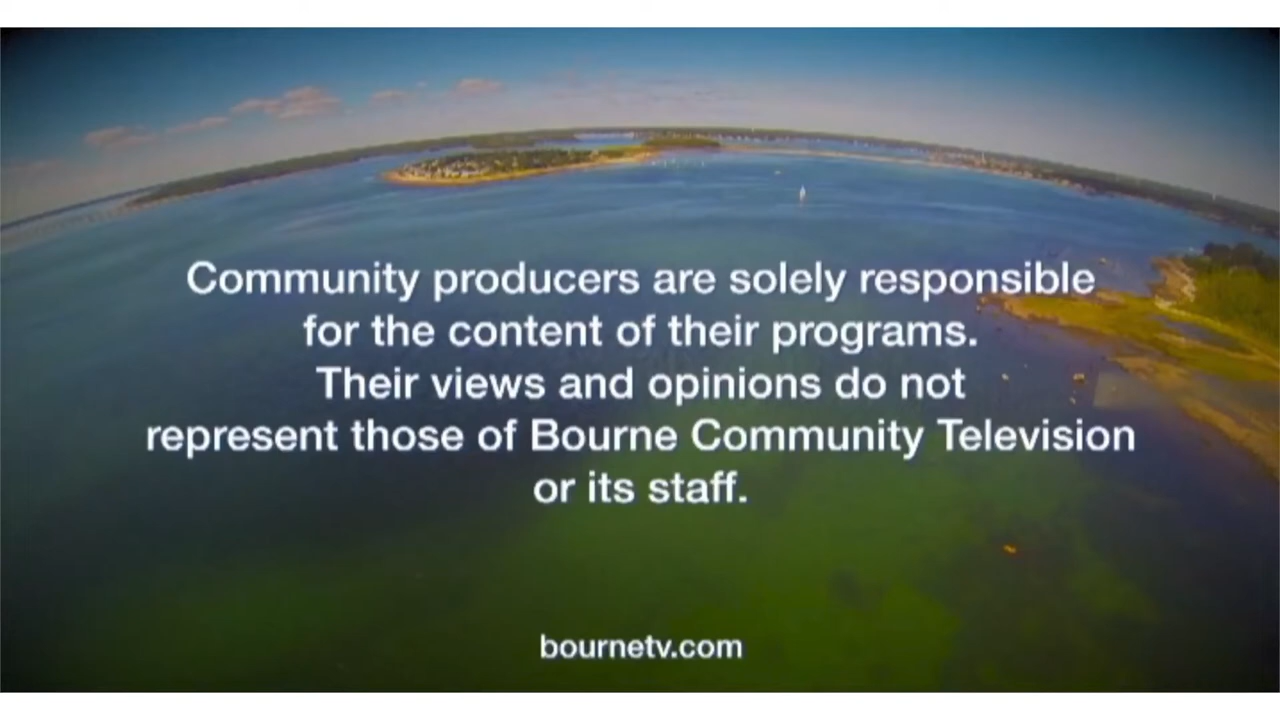 Community producers are solely responsible
for the content of their programs.
Their views and opinions do not
represent those of Bourne Community Television
or its staff.
bournetv.com